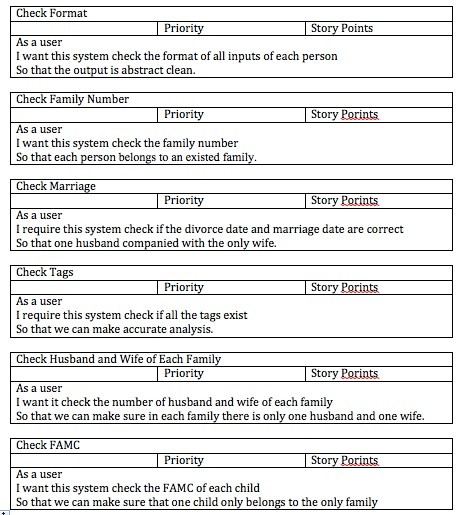 Check Format
Priority Story Points
As a user
I want this system check the format of all inputs of each person
So that the output is abstract clean.
Check Family Number
Priority Story Porints
As a user
I want this system check the family number
So that each person belongs to an existed family.
Check Marriage
Priority Story Porints
As a user
I require this system check if the divorce date and marriage date are correct
So that one husband companied with the only wife.
Check Tags
Priority Story Porints
As a user
I require this system check if all the tags exist
So that we can make accurate analysis.
Check Husband and Wife of Each Family
Priority Story Porints
As a user
I want it check the number of husband and wife of each family
So that we can make sure in each family there is only one husband and one wife.
Check FAMC
Priority Story Porints
As a user
I want this system check the FAMC of each child
So that we can make sure that one child only belongs to the only family